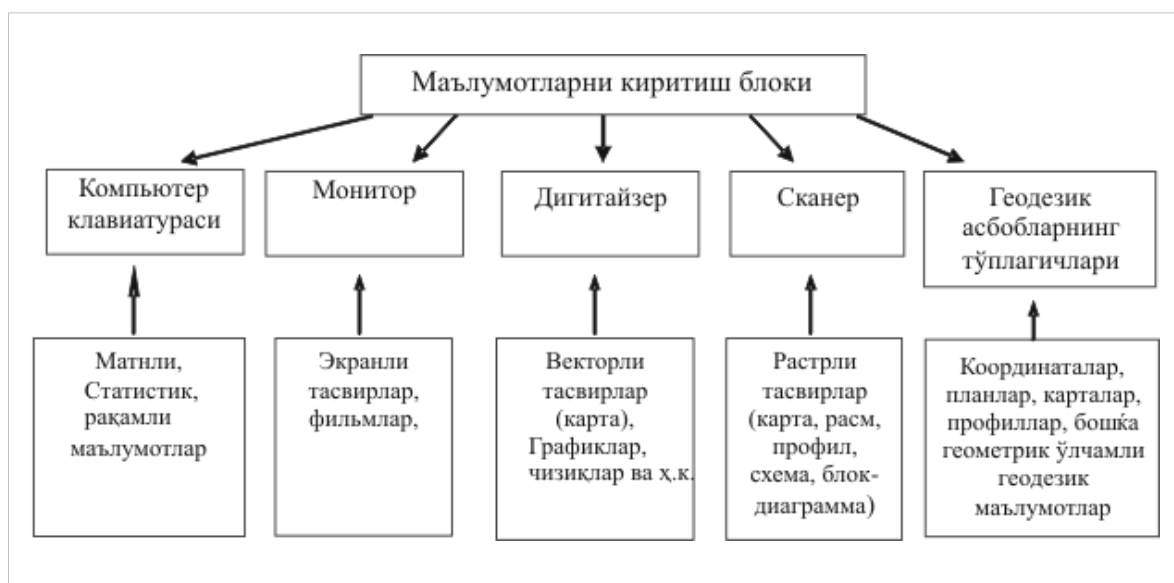 Маълумотларни киритиш блоки
Компьютер
клавиатураси
Монитор
Дигитайзер
Сканер
Геодезик
асбобларнинг
тўплагичлари
Матнли,
Статистик,
рақамли
маълумотлар
Экранли
тасвирлар,
фильмлар,
Векторли
тасвирлар
(карта),
Графиклар,
чизиқлар ва ҳ.к.
Растрли
тасвирлар
(карта, расм,
профил,
схема, блок-
диаграмма)
Координаталар,
планлар, карталар,
профиллар, бошќа
геометрик ўлчамли
геодезик
маълумотлар